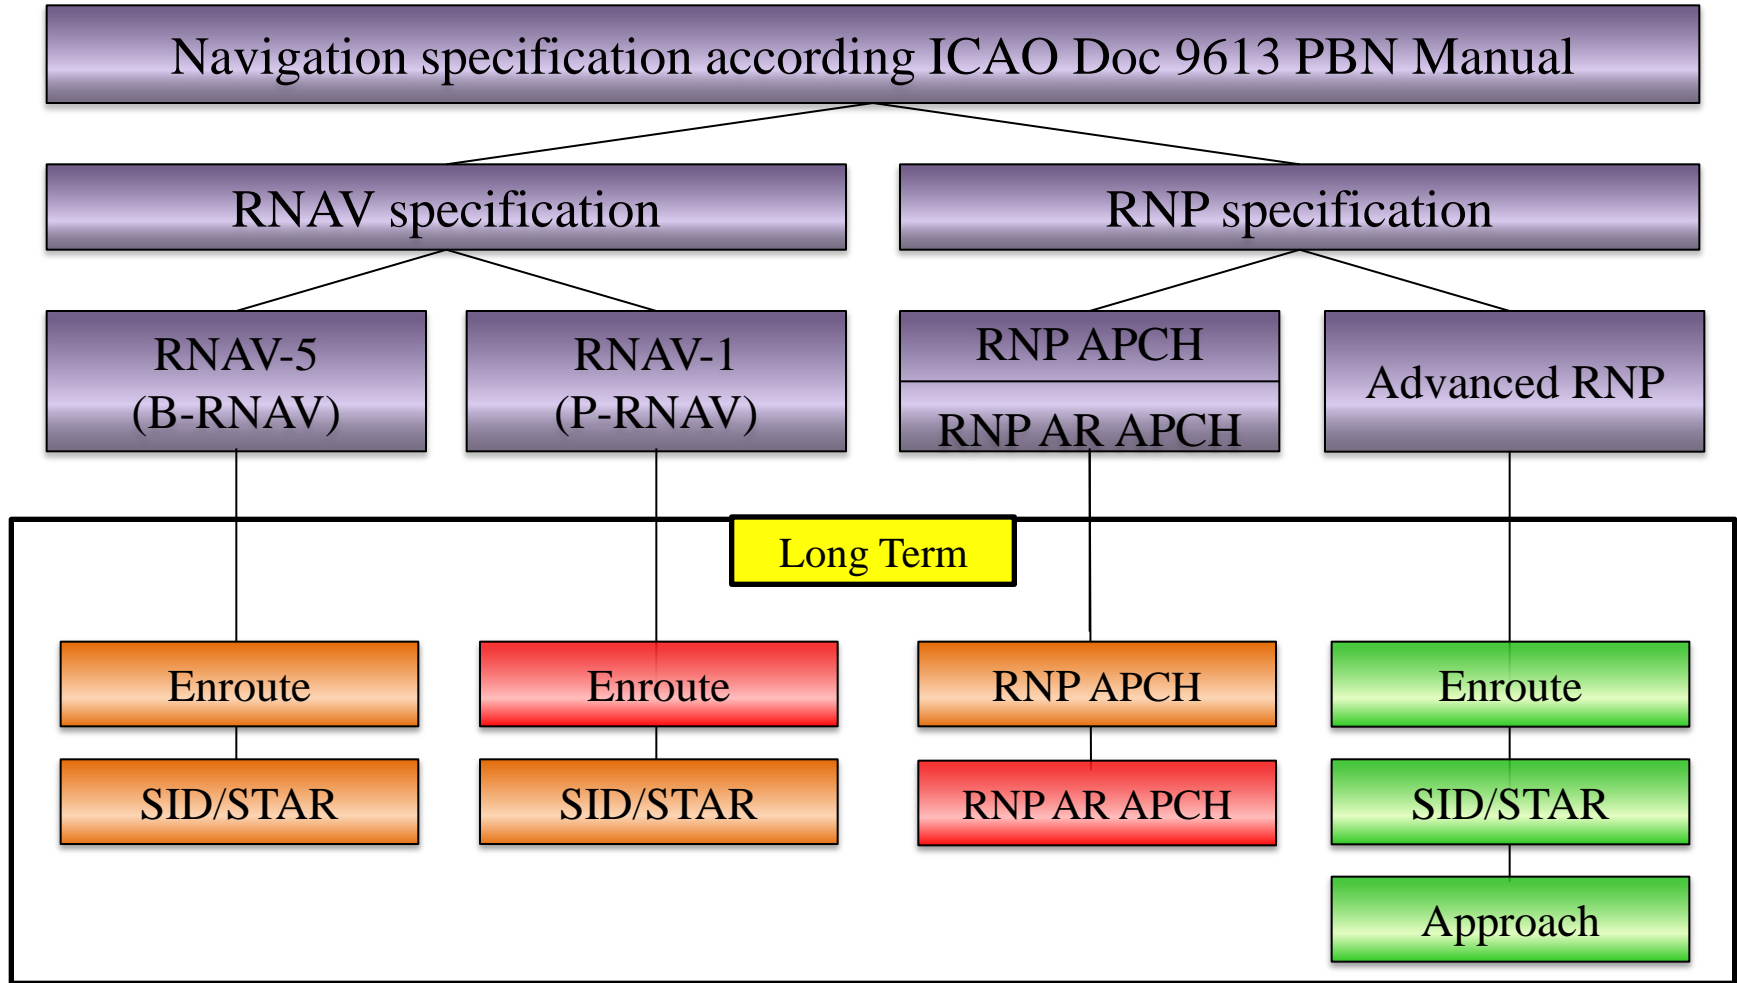 Navigation specification according ICAO Doc 9613 PBN Manual
RNAV specification
RNP specification
RNAV-5
(B-RNAV)
RNAV-1
(P-RNAV)
RNP APCH
RNP AR APCH
Advanced RNP
Long Term
Enroute
Enroute
RNP APCH
Enroute
SID/STAR
SID/STAR
RNP AR APCH
SID/STAR
Approach